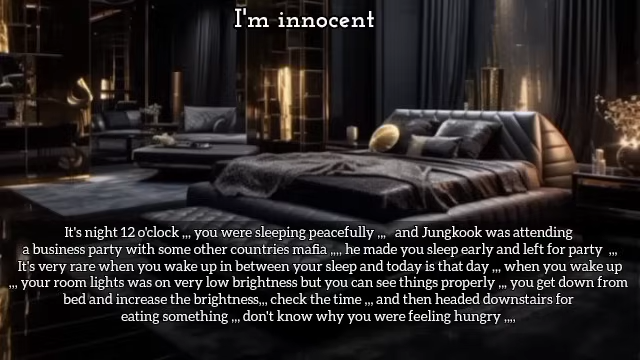 I'm innocent
It's night 12 o'clock ,,, you were sleeping peacefully ,,, and Jungkook was attending
a business party with some other countries mafia ,,,, he made you sleep early and left for party ,,,
It's very rare when you wake up in between your sleep and today is that day ,,, when you wake up
,,, your room lights was on very low brightness but you can see things properly ,,, you get down from
bed and increase the brightness,,, check the time ,,, and then headed downstairs for
eating something ,,, don't know why you were feeling hungry ,,,,